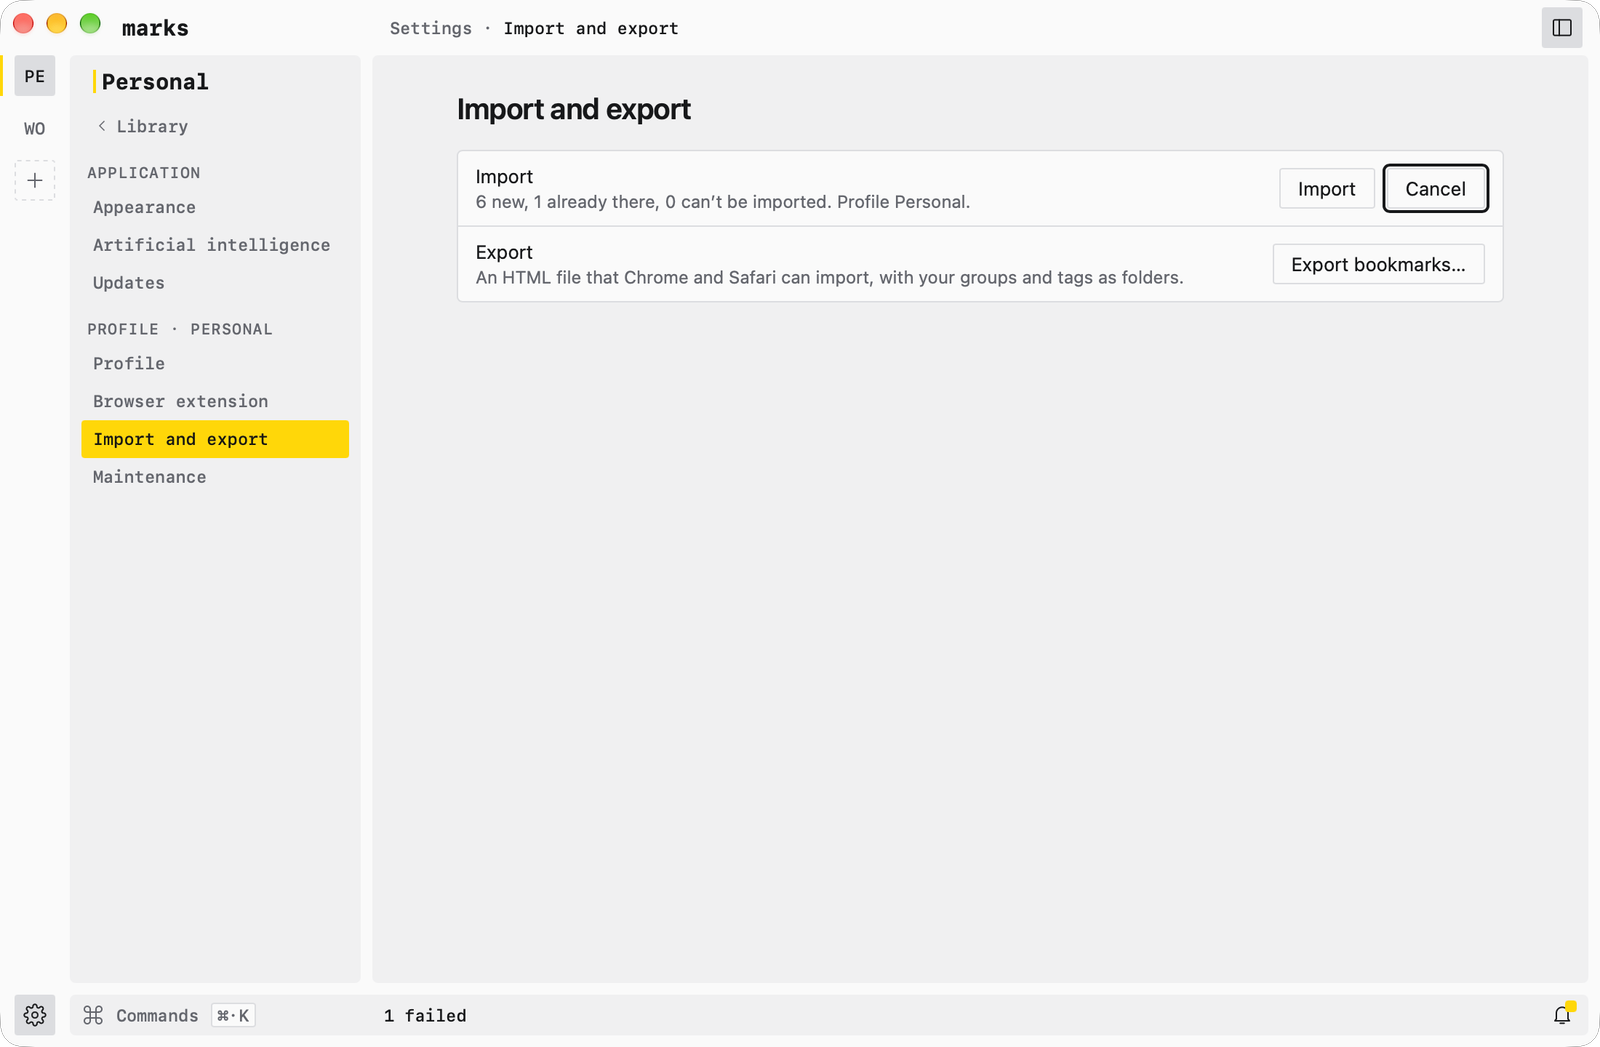 marks
Settings · Import and export
PE
WO
Personal
Library
APPLICATION
Appearance
Artificial intelligence
Updates
PROFILE · PERSONAL
Profile
Browser extension
Import and export
Maintenance
Import and export
Import
6 new, 1 already there, 0 can’t be imported. Profile Personal.
Import
Cancel
Export
An HTML file that Chrome and Safari can import, with your groups and tags as folders.
Export bookmarks…
Commands ⌘·K
1 failed